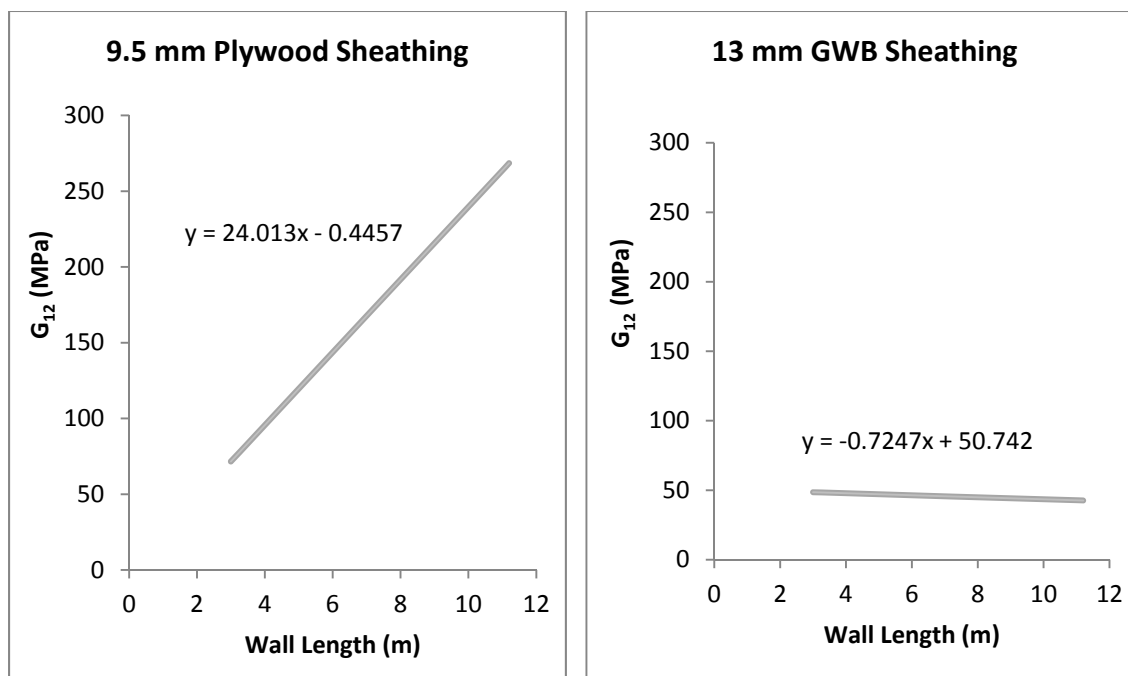 9.5 mm Plywood Sheathing
300
250
200
150
100
50
0
G12 (MPa)
y = 24.013x - 0.4457
0 2 4 6 8 10 12
Wall Length (m)
13 mm GWB Sheathing
300
250
200
150
100
50
0
G12 (MPa)
y = -0.7247x + 50.742
0 2 4 6 8 10 12
Wall Length (m)